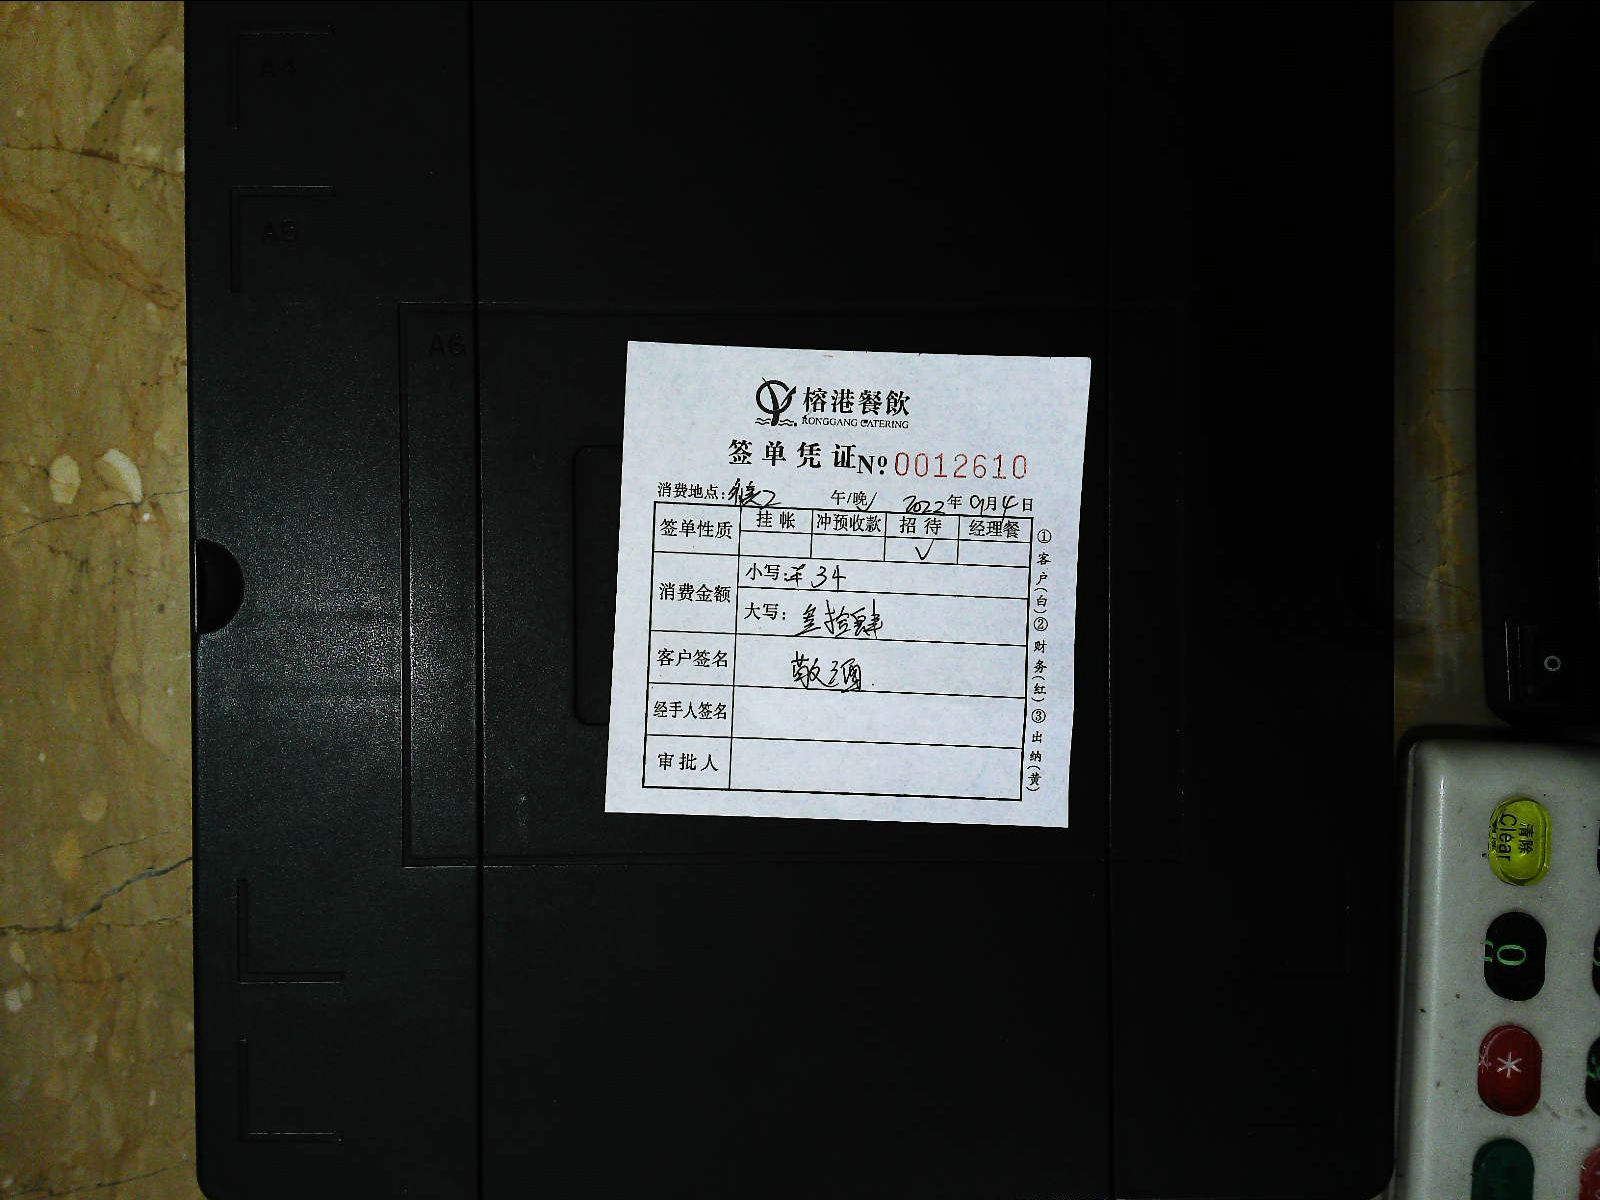 A4
A5
A6
榕港餐飲
RONGGANG CATERING
签单凭证 Nº 0012610
消费地点: 午/晚/ 2022年 09月 4日
签单性质 挂帐 冲预收款 招待 经理餐
√
消费金额 小写:¥ 34
大写: 叁拾肆
客户签名
经手人签名
审批人
①客户(白)②财务(红)③出纳(黄)
清除
Clear
0
*